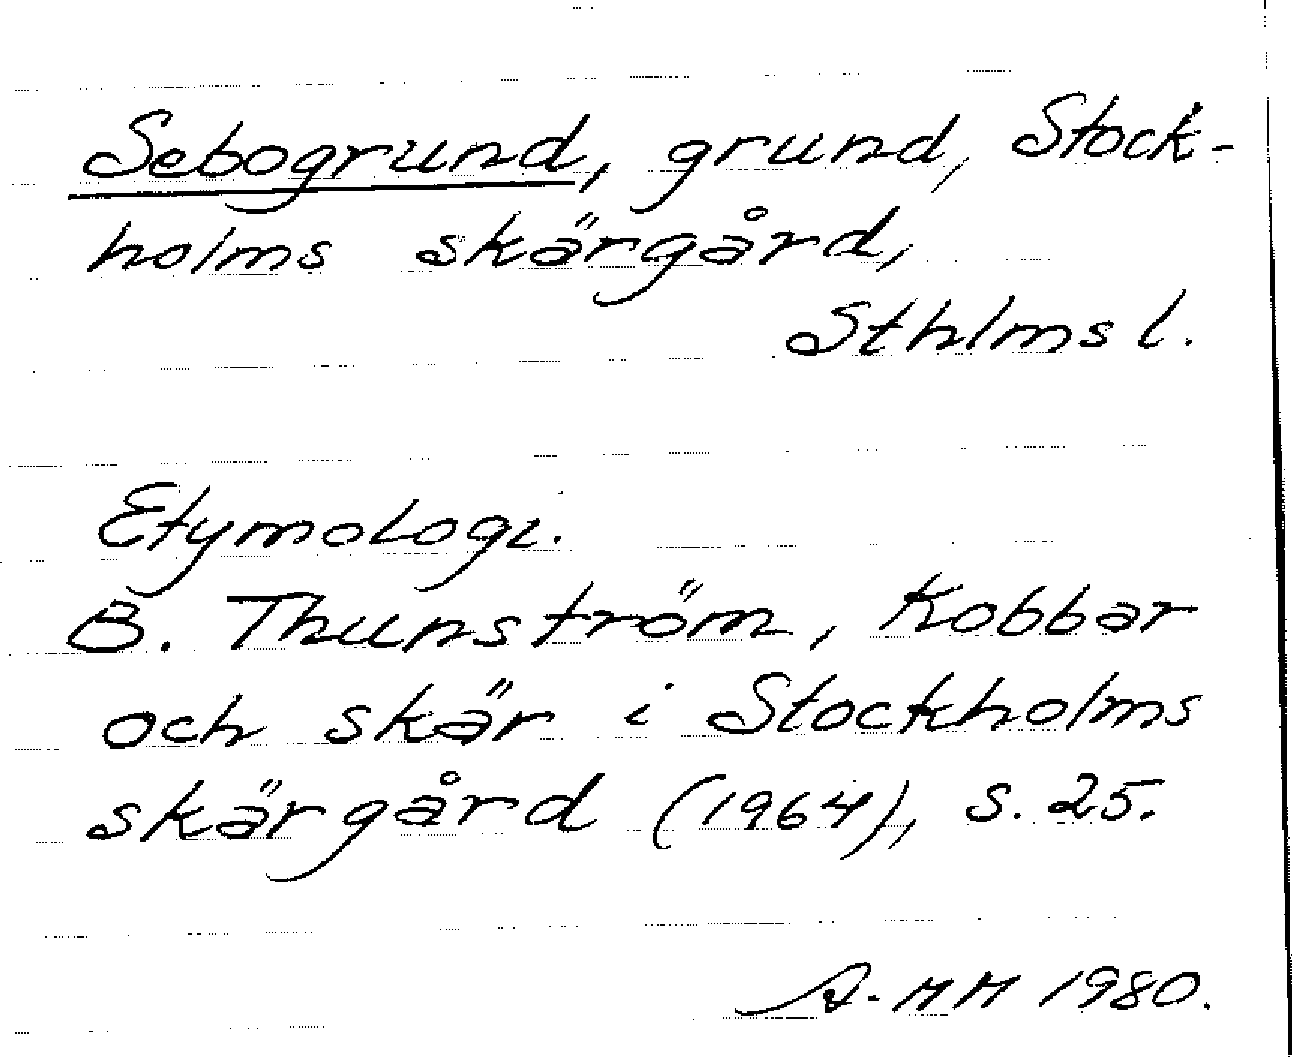 Sebogrund, grund, Stock-
holms skärgård,
Sthlms l.
Etymologi.
B. Thunström, Kobbar
och skär i Stockholms
skärgård (1964), s. 25.
A.-MM 1980.